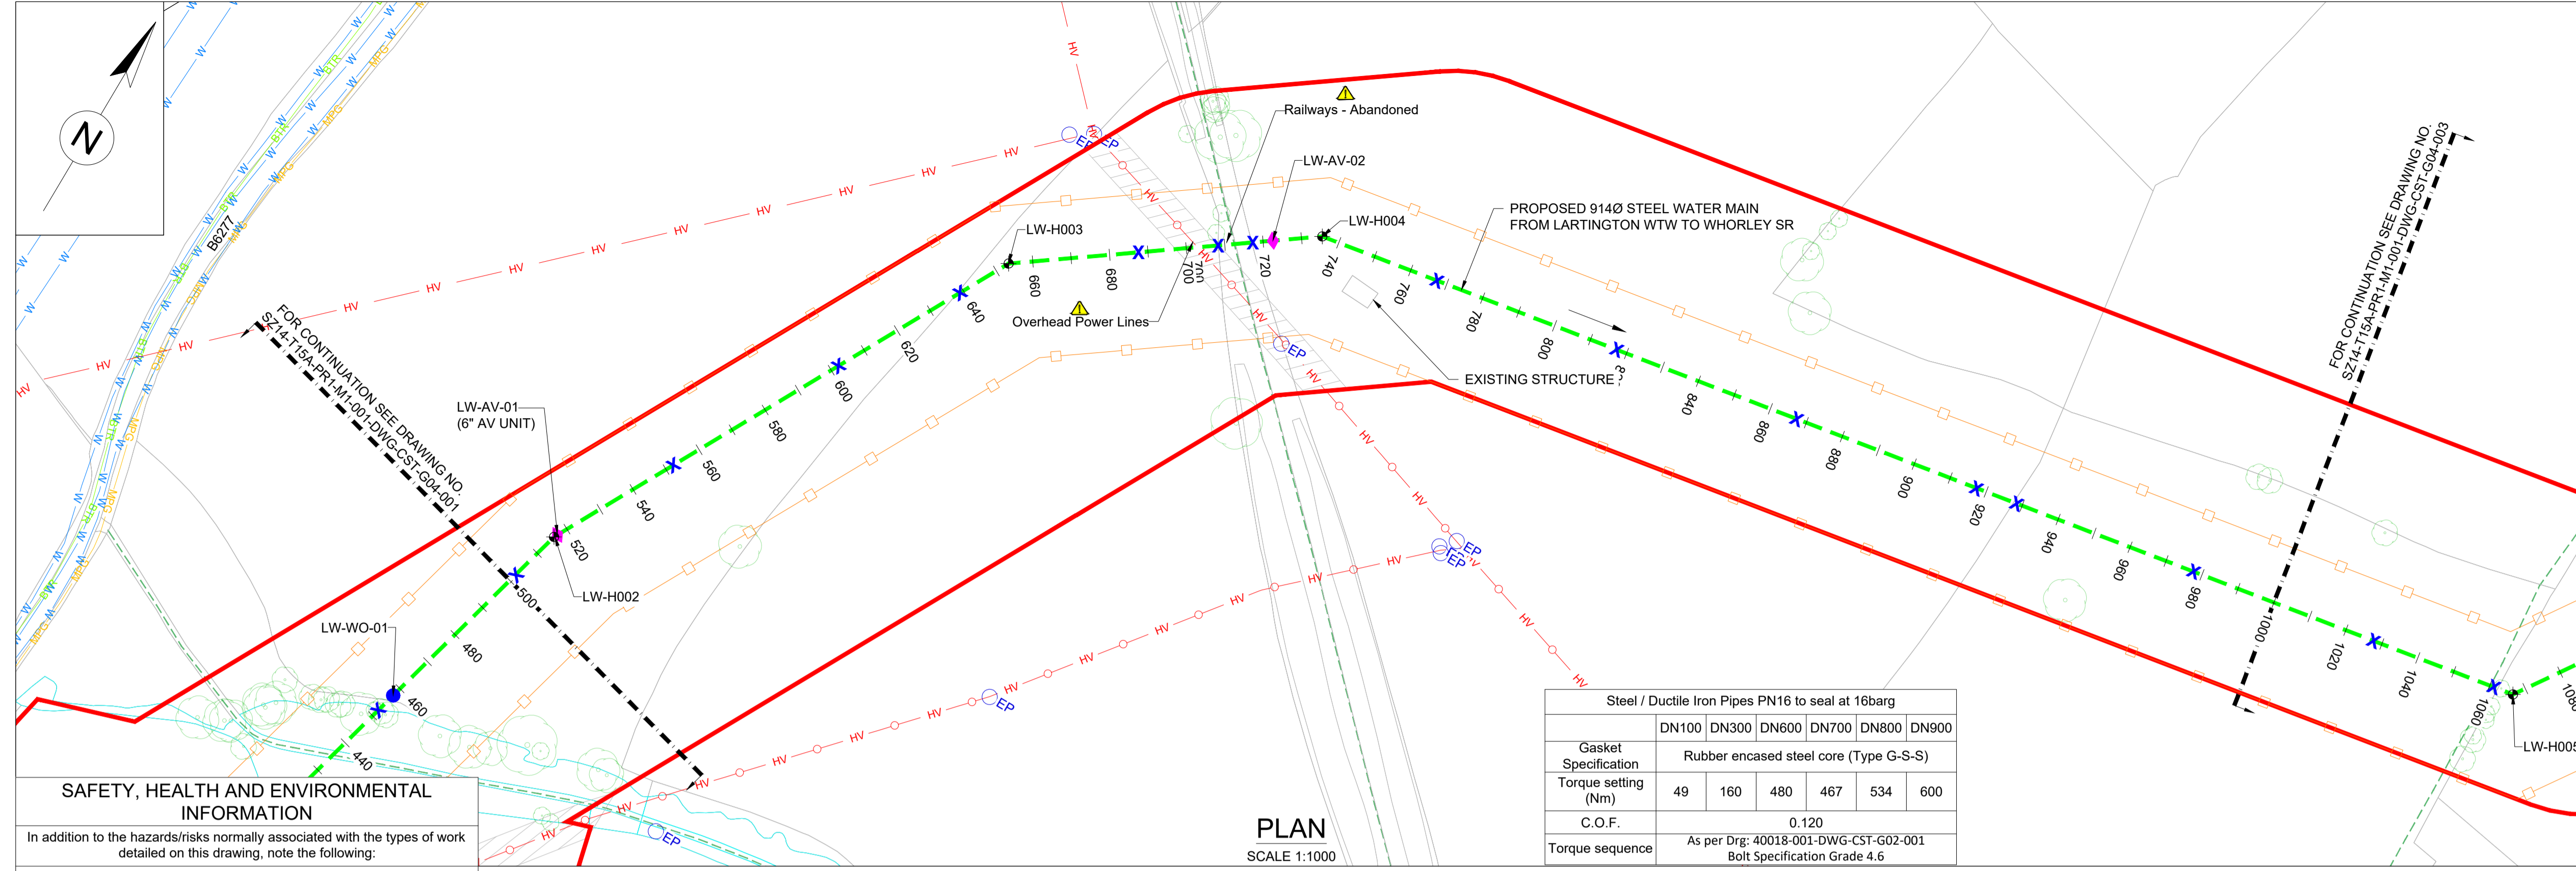 N
B6277
FOR CONTINUATION SEE DRAWING NO.
SZ14-T15A-PR1-M1-001-DWG-CST-G04-001
LW-WO-01
LW-AV-01
(6" AV UNIT)
LW-H002
LW-H003
Overhead Power Lines
Railways - Abandoned
LW-AV-02
LW-H004
PROPOSED 914Ø STEEL WATER MAIN
FROM LARTINGTON WTW TO WHORLEY SR
EXISTING STRUCTURE
FOR CONTINUATION SEE DRAWING NO.
SZ14-T15A-PR1-M1-001-DWG-CST-G04-003
LW-H005
440
460
480
500
520
540
560
580
600
620
640
660
680
700
700
720
740
760
780
800
840
860
880
900
920
940
960
980
1000
1020
1040
1060
1080
W
BTR
MPG
HV
EP
SAFETY, HEALTH AND ENVIRONMENTAL
INFORMATION
In addition to the hazards/risks normally associated with the types of work
detailed on this drawing, note the following:
PLAN
SCALE 1:1000
Steel / Ductile Iron Pipes PN16 to seal at 16barg
DN100 DN300 DN600 DN700 DN800 DN900
Gasket
Specification
Rubber encased steel core (Type G-S-S)
Torque setting
(Nm)
49 160 480 467 534 600
C.O.F. 0.120
Torque sequence
As per Drg: 40018-001-DWG-CST-G02-001
Bolt Specification Grade 4.6